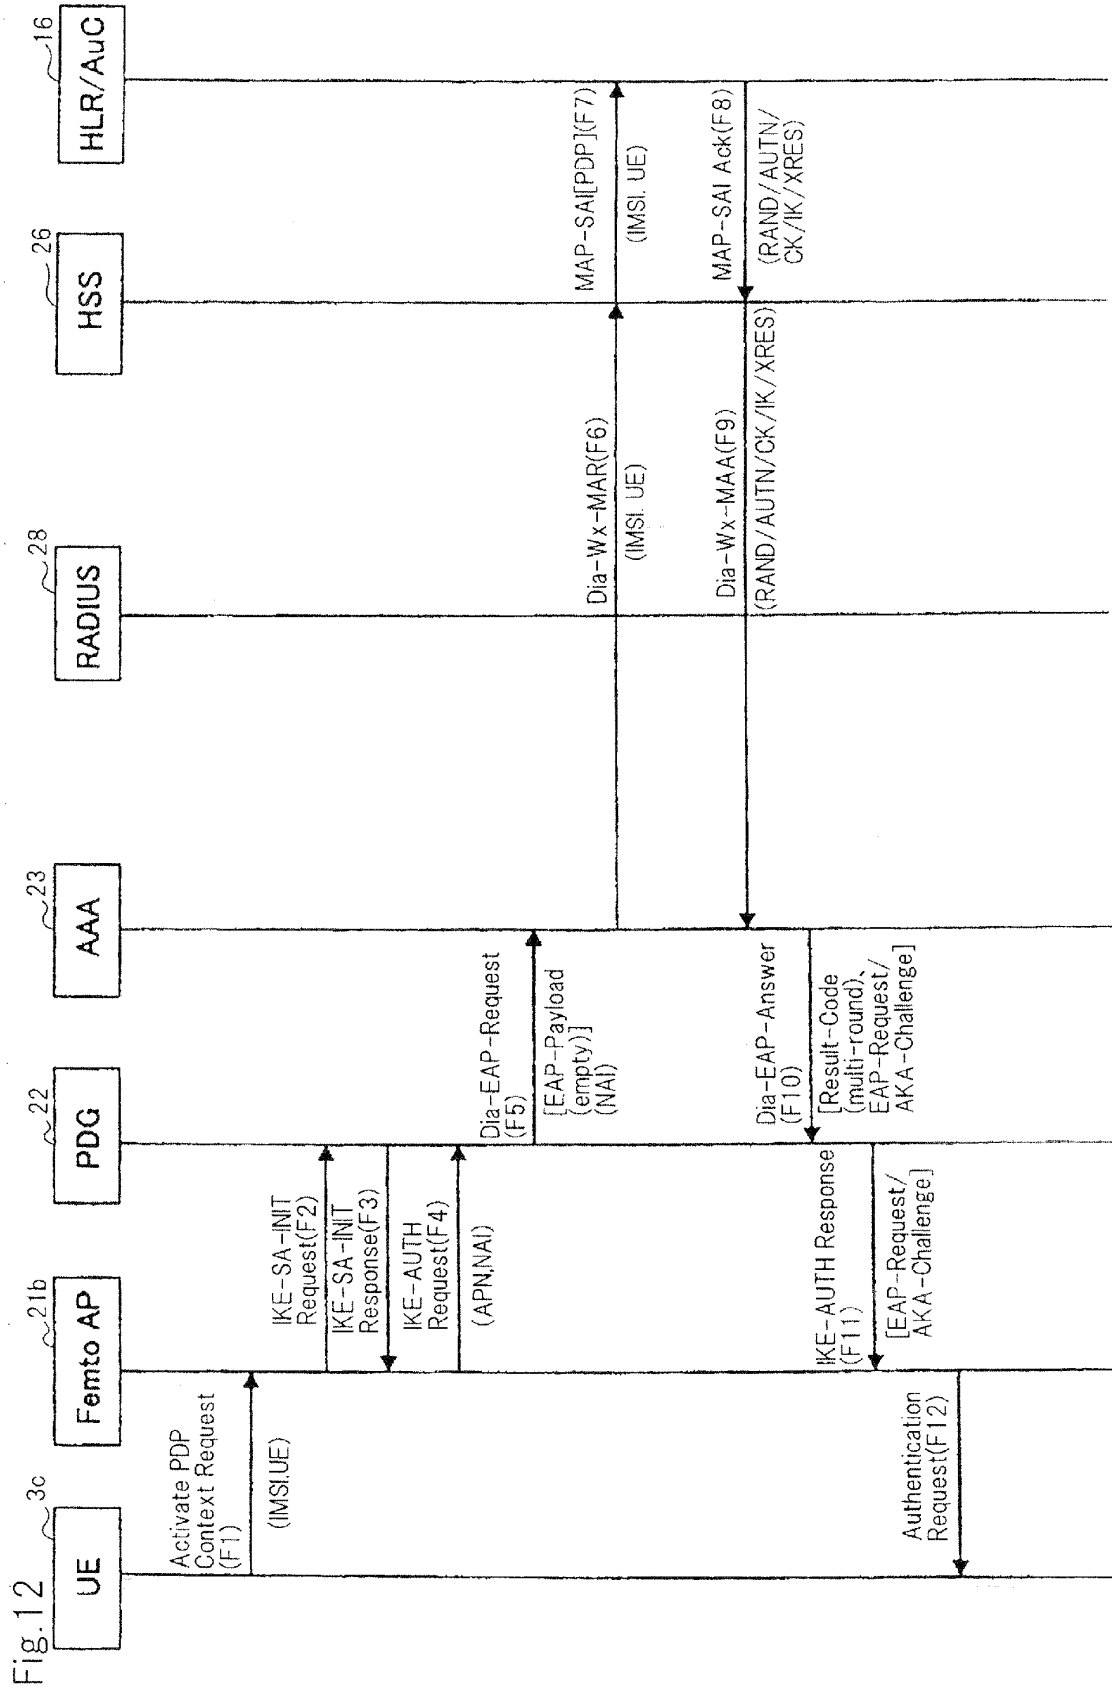 Fig.12
3c
UE
21b
Femto AP
22
PDG
23
AAA
28
RADIUS
26
HSS
16
HLR/AuC
Activate PDP
Context Request
(F1)
(IMSI.UE)
IKE-SA-INIT
Request(F2)
IKE-SA-INIT
Response(F3)
IKE-AUTH
Request(F4)
(APN,NAI)
Dia-EAP-Request
(F5)
[EAP-Payload
(empty)]
(NAI)
Dia-Wx-MAR(F6)
(IMSI. UE)
MAP-SAI[PDP](F7)
(IMSI. UE)
MAP-SAI Ack(F8)
(RAND/AUTN/
CK/IK/XRES)
Dia-Wx-MAA(F9)
(RAND/AUTN/CK/IK/XRES)
Dia-EAP-Answer
(F10)
[Result-Code
(multi-round)、
EAP-Request/
AKA-Challenge]
IKE-AUTH Response
(F11)
[EAP-Request/
AKA-Challenge]
Authentication
Request(F12)